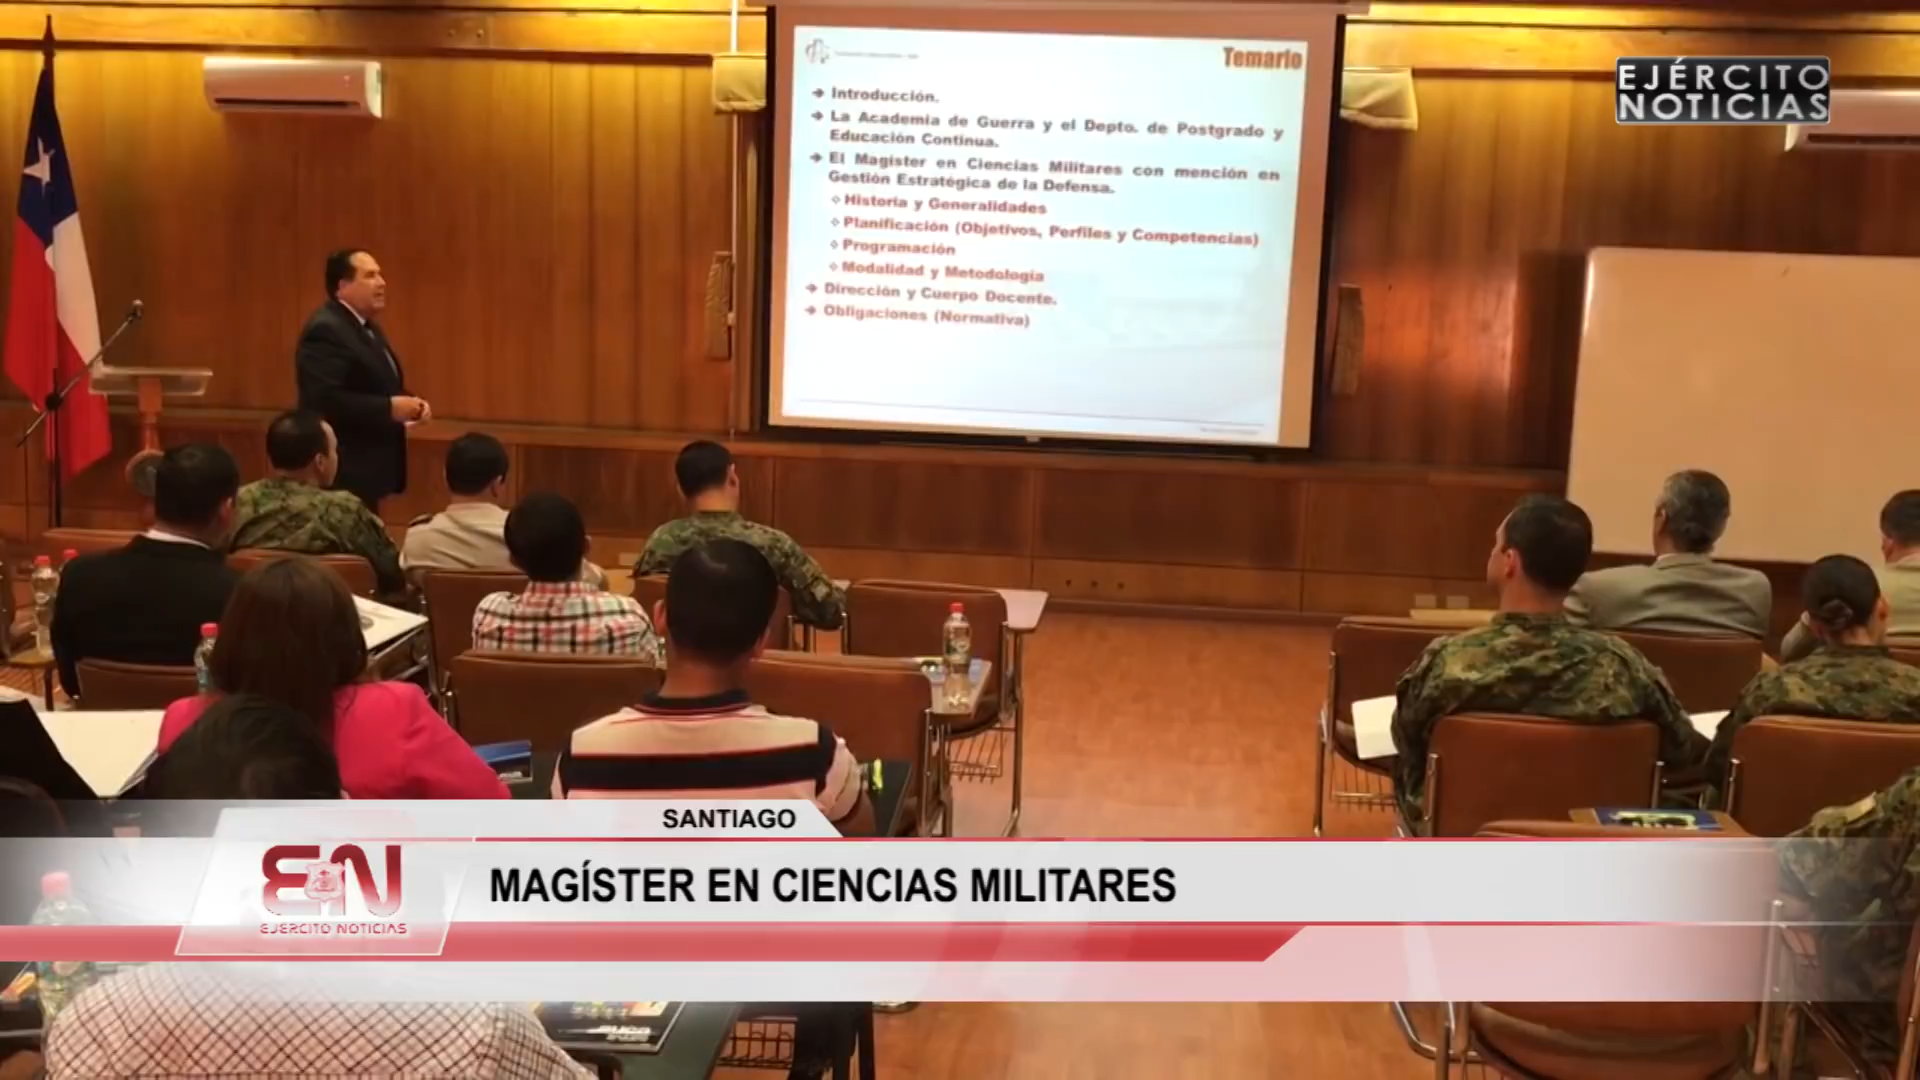 Temario
EJÉRCITO
NOTICIAS
➔ Introducción.
➔ La Academia de Guerra y el Depto. de Postgrado y
Educación Continua.
➔ El Magíster en Ciencias Militares con mención en
Gestión Estratégica de la Defensa.
❖ Historia y Generalidades
❖ Planificación (Objetivos, Perfiles y Competencias)
❖ Programación
❖ Modalidad y Metodología
➔ Dirección y Cuerpo Docente.
➔ Obligaciones (Normativa)
SANTIAGO
MAGÍSTER EN CIENCIAS MILITARES
EN
EJÉRCITO NOTICIAS